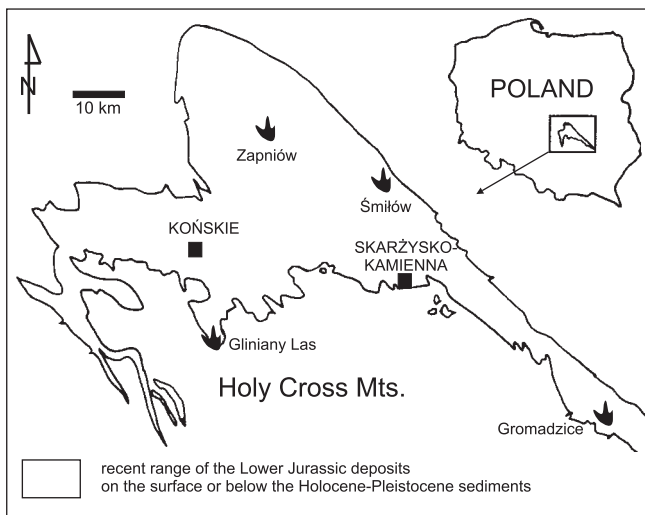 N
10 km
POLAND
Zapniów
Śmiłów
KOŃSKIE
SKARŻYSKO-
KAMIENNA
Gliniany Las
Holy Cross Mts.
Gromadzice
recent range of the Lower Jurassic deposits
on the surface or below the Holocene-Pleistocene sediments